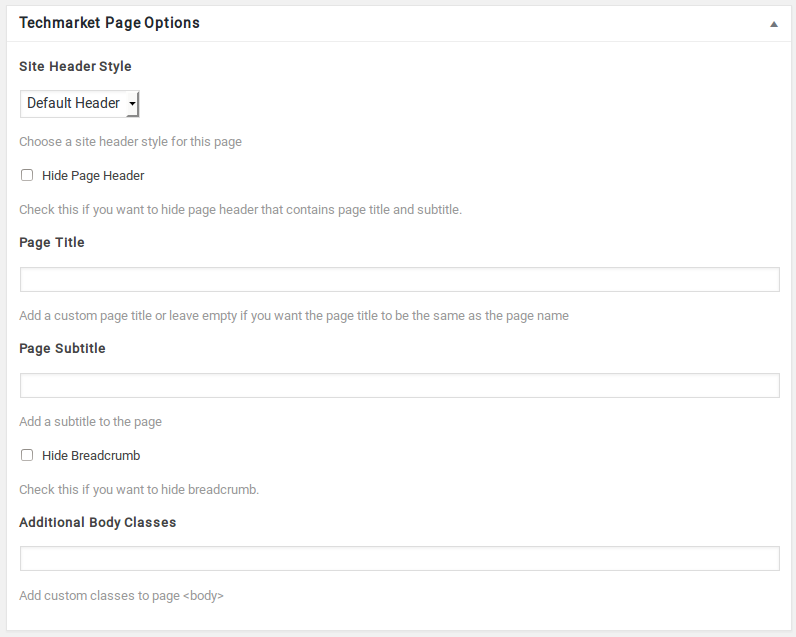 Techmarket Page Options
Site Header Style
Default Header
Choose a site header style for this page
Hide Page Header
Check this if you want to hide page header that contains page title and subtitle.
Page Title
Add a custom page title or leave empty if you want the page title to be the same as the page name
Page Subtitle
Add a subtitle to the page
Hide Breadcrumb
Check this if you want to hide breadcrumb.
Additional Body Classes
Add custom classes to page <body>